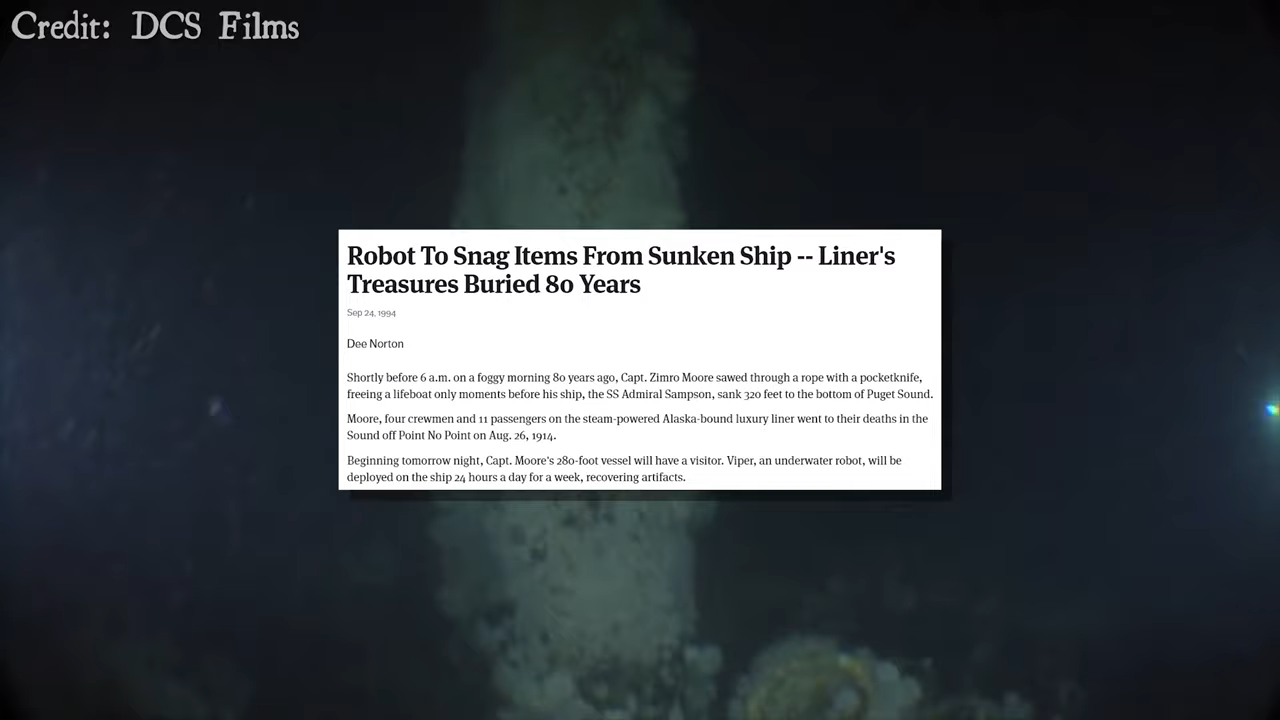 Credit: DCS Films
Robot To Snag Items From Sunken Ship -- Liner's
Treasures Buried 80 Years
Sep 24, 1994
Dee Norton
Shortly before 6 a.m. on a foggy morning 80 years ago, Capt. Zimro Moore sawed through a rope with a pocketknife,
freeing a lifeboat only moments before his ship, the SS Admiral Sampson, sank 320 feet to the bottom of Puget Sound.
Moore, four crewmen and 11 passengers on the steam-powered Alaska-bound luxury liner went to their deaths in the
Sound off Point No Point on Aug. 26, 1914.
Beginning tomorrow night, Capt. Moore's 280-foot vessel will have a visitor. Viper, an underwater robot, will be
deployed on the ship 24 hours a day for a week, recovering artifacts.